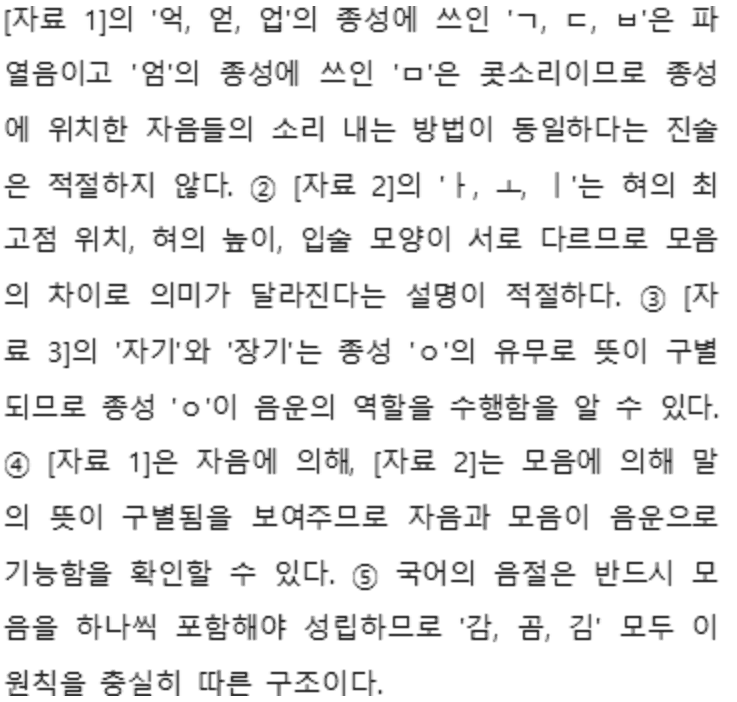 [자료 1]의 '억, 얻, 업'의 종성에 쓰인 'ㄱ, ㄷ, ㅂ'은 파
열음이고 '엄'의 종성에 쓰인 'ㅁ'은 콧소리이므로 종성
에 위치한 자음들의 소리 내는 방법이 동일하다는 진술
은 적절하지 않다. ② [자료 2]의 'ㅏ, ㅗ, ㅣ'는 혀의 최
고점 위치, 혀의 높이, 입술 모양이 서로 다르므로 모음
의 차이로 의미가 달라진다는 설명이 적절하다. ③ [자
료 3]의 '자기'와 '장기'는 종성 'ㅇ'의 유무로 뜻이 구별
되므로 종성 'ㅇ'이 음운의 역할을 수행함을 알 수 있다.
④ [자료 1]은 자음에 의해, [자료 2]는 모음에 의해 말
의 뜻이 구별됨을 보여주므로 자음과 모음이 음운으로
기능함을 확인할 수 있다. ⑤ 국어의 음절은 반드시 모
음을 하나씩 포함해야 성립하므로 '감, 곰, 김' 모두 이
원칙을 충실히 따른 구조이다.